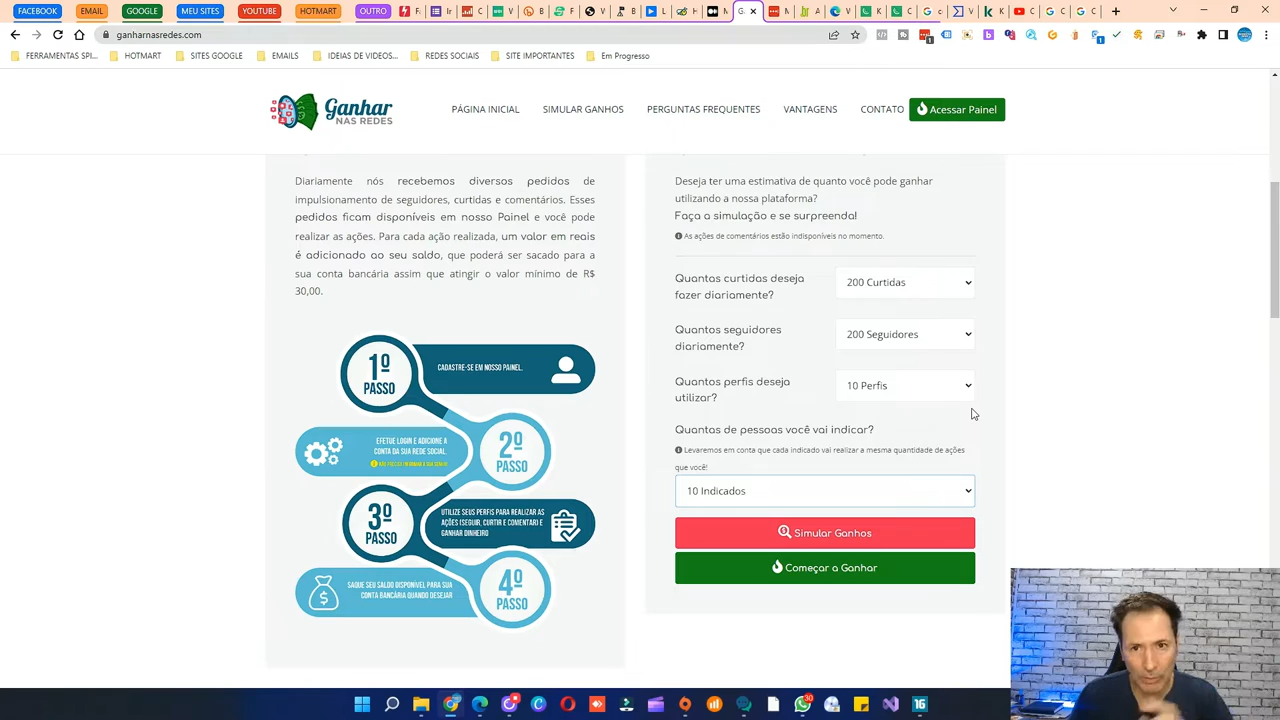 FACEBOOK
EMAIL
GOOGLE
MEU SITES
YOUTUBE
HOTMART
OUTRO
ganharnasredes.com
FERRAMENTAS SPI...
HOTMART
SITES GOOGLE
EMAILS
IDEIAS DE VIDEOS...
REDES SOCIAIS
SITE IMPORTANTES
Em Progresso
Ganhar
NAS REDES
PÁGINA INICIAL
SIMULAR GANHOS
PERGUNTAS FREQUENTES
VANTAGENS
CONTATO
Acessar Painel
Diariamente nós recebemos diversos pedidos de
impulsionamento de seguidores, curtidas e comentários. Esses
pedidos ficam disponíveis em nosso Painel e você pode
realizar as ações. Para cada ação realizada, um valor em reais
é adicionado ao seu saldo, que poderá ser sacado para a
sua conta bancária assim que atingir o valor mínimo de R$
30,00.
1º
PASSO
CADASTRE-SE EM NOSSO PAINEL.
EFETUE LOGIN E ADICIONE A
CONTA DA SUA REDE SOCIAL.
NÃO PRECISA INFORMAR A SUA SENHA!
2º
PASSO
3º
PASSO
UTILIZE SEUS PERFIS PARA REALIZAR AS
AÇÕES (SEGUIR, CURTIR E COMENTAR) E
GANHAR DINHEIRO
SAQUE SEU SALDO DISPONÍVEL PARA SUA
CONTA BANCÁRIA QUANDO DESEJAR
4º
PASSO
Deseja ter uma estimativa de quanto você pode ganhar
utilizando a nossa plataforma?
Faça a simulação e se surpreenda!
As ações de comentários estão indisponíveis no momento.
Quantas curtidas deseja
fazer diariamente?
200 Curtidas
Quantos seguidores
diariamente?
200 Seguidores
Quantos perfis deseja
utilizar?
10 Perfis
Quantas de pessoas você vai indicar?
Levaremos em conta que cada indicado vai realizar a mesma quantidade de ações
que você!
10 Indicados
Simular Ganhos
Começar a Ganhar
30
16